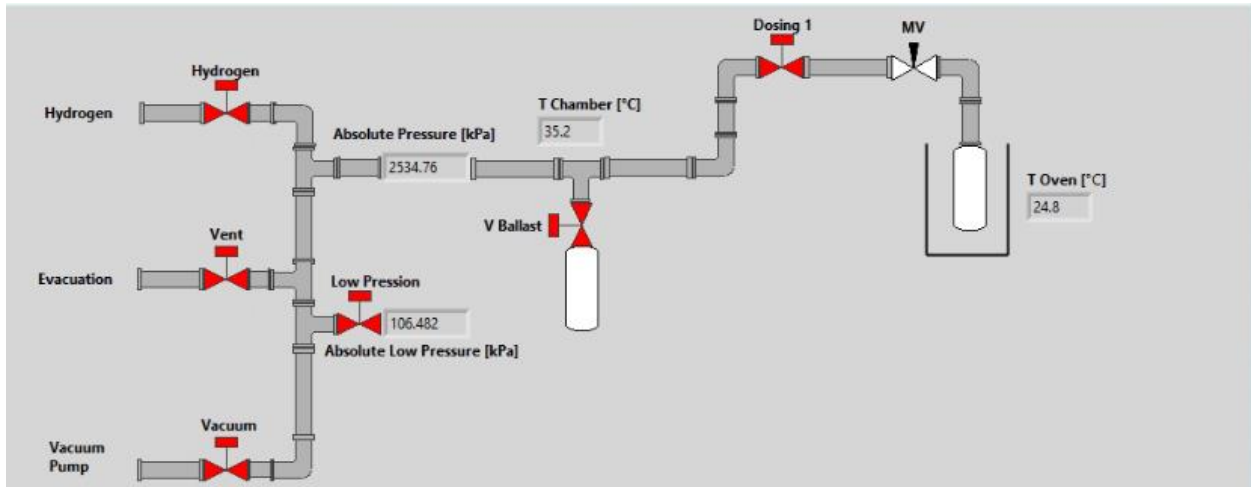 Dosing 1
MV
Hydrogen
Hydrogen
T Chamber [°C]
35.2
Absolute Pressure [kPa]
2534.76
T Oven [°C]
24.8
V Ballast
Vent
Evacuation
Low Pression
106.482
Absolute Low Pressure [kPa]
Vacuum
Vacuum
Pump